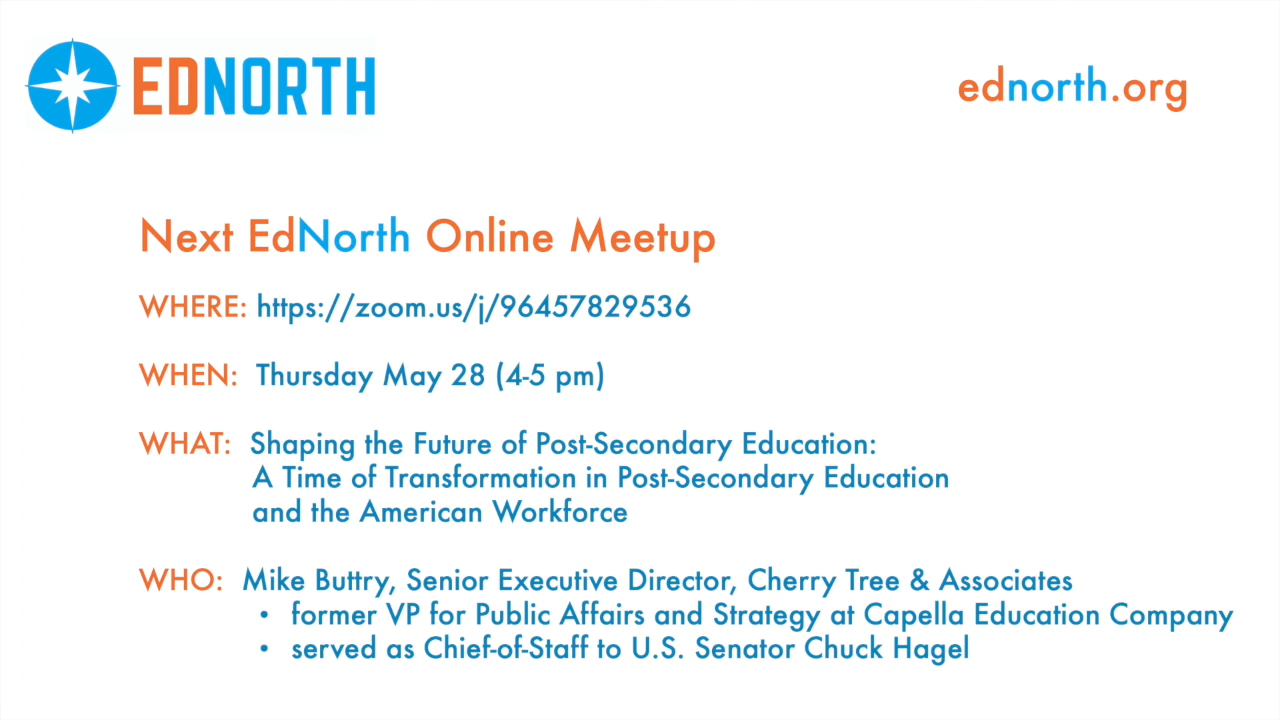 EDNORTH
ednorth.org
Next EdNorth Online Meetup
WHERE: https://zoom.us/j/96457829536
WHEN: Thursday May 28 (4-5 pm)
WHAT: Shaping the Future of Post-Secondary Education:
A Time of Transformation in Post-Secondary Education
and the American Workforce
WHO: Mike Buttry, Senior Executive Director, Cherry Tree & Associates
• former VP for Public Affairs and Strategy at Capella Education Company
• served as Chief-of-Staff to U.S. Senator Chuck Hagel